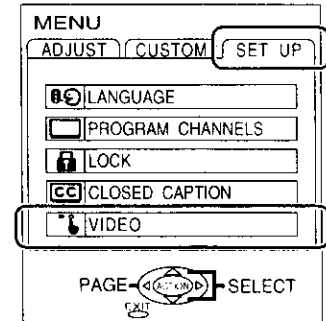 MENU
ADJUST CUSTOM SET UP
LANGUAGE
PROGRAM CHANNELS
LOCK
CC CLOSED CAPTION
VIDEO
PAGE ACTION SELECT
EXIT